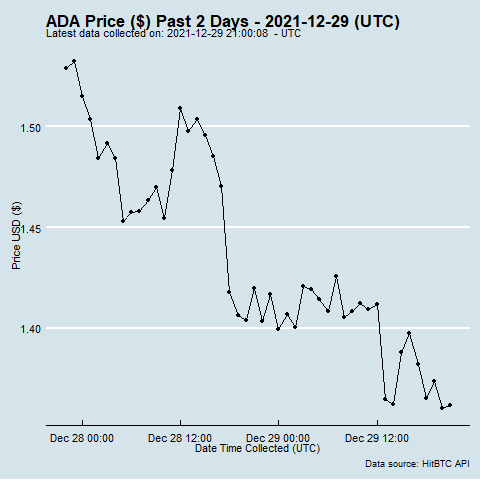 ADA Price ($) Past 2 Days - 2021-12-29 (UTC)
Latest data collected on: 2021-12-29 21:00:08  - UTC
1.50
1.45
1.40
Price USD ($)
Dec 28 00:00
Dec 28 12:00
Dec 29 00:00
Dec 29 12:00
Date Time Collected (UTC)
Data source: HitBTC API